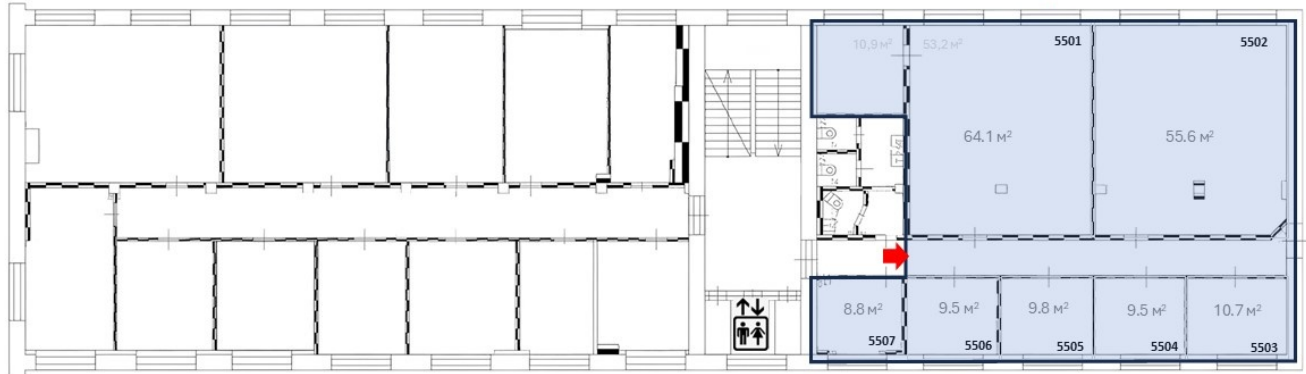 10,9 м² 53,2 м² 5501 5502
64.1 м² 55.6 м²
8.8 м² 9.5 м² 9.8 м² 9.5 м² 10.7 м²
5507 5506 5505 5504 5503